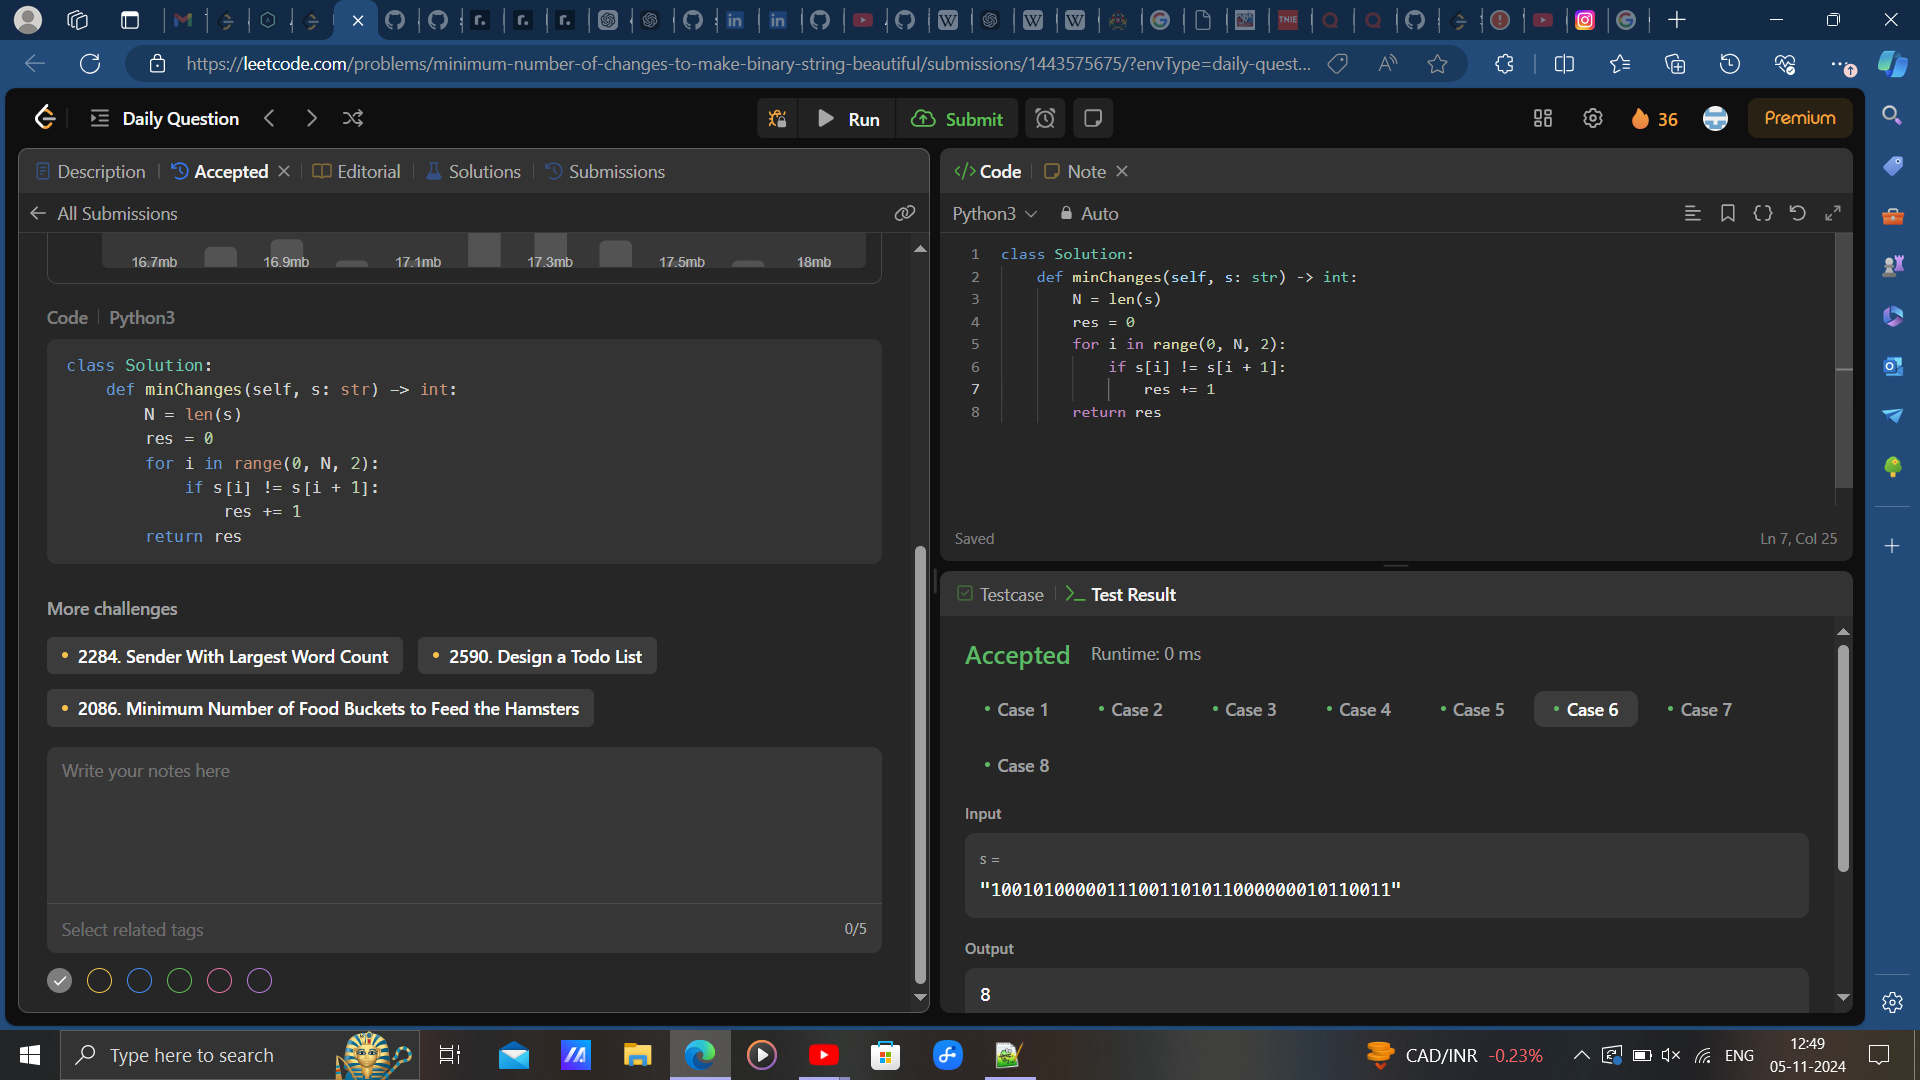 https://leetcode.com/problems/minimum-number-of-changes-to-make-binary-string-beautiful/submissions/1443575675/?envType=daily-quest...
Daily Question
Run
Submit
36
Premium
Description
Accepted
Editorial
Solutions
Submissions
All Submissions
16.7mb 16.9mb 17.1mb 17.3mb 17.5mb 18mb
Code Python3
class Solution:
def minChanges(self, s: str) -> int:
N = len(s)
res = 0
for i in range(0, N, 2):
if s[i] != s[i + 1]:
res += 1
return res
More challenges
2284. Sender With Largest Word Count
2590. Design a Todo List
2086. Minimum Number of Food Buckets to Feed the Hamsters
Write your notes here
Select related tags
0/5
Code
Note
Python3
Auto
1 class Solution:
2 def minChanges(self, s: str) -> int:
3 N = len(s)
4 res = 0
5 for i in range(0, N, 2):
6 if s[i] != s[i + 1]:
7 res += 1
8 return res
Saved
Ln 7, Col 25
Testcase
Test Result
Accepted Runtime: 0 ms
Case 1 Case 2 Case 3 Case 4 Case 5 Case 6 Case 7
Case 8
Input
s =
Output
8
Type here to search
CAD/INR -0.23%
ENG
12:49
05-11-2024